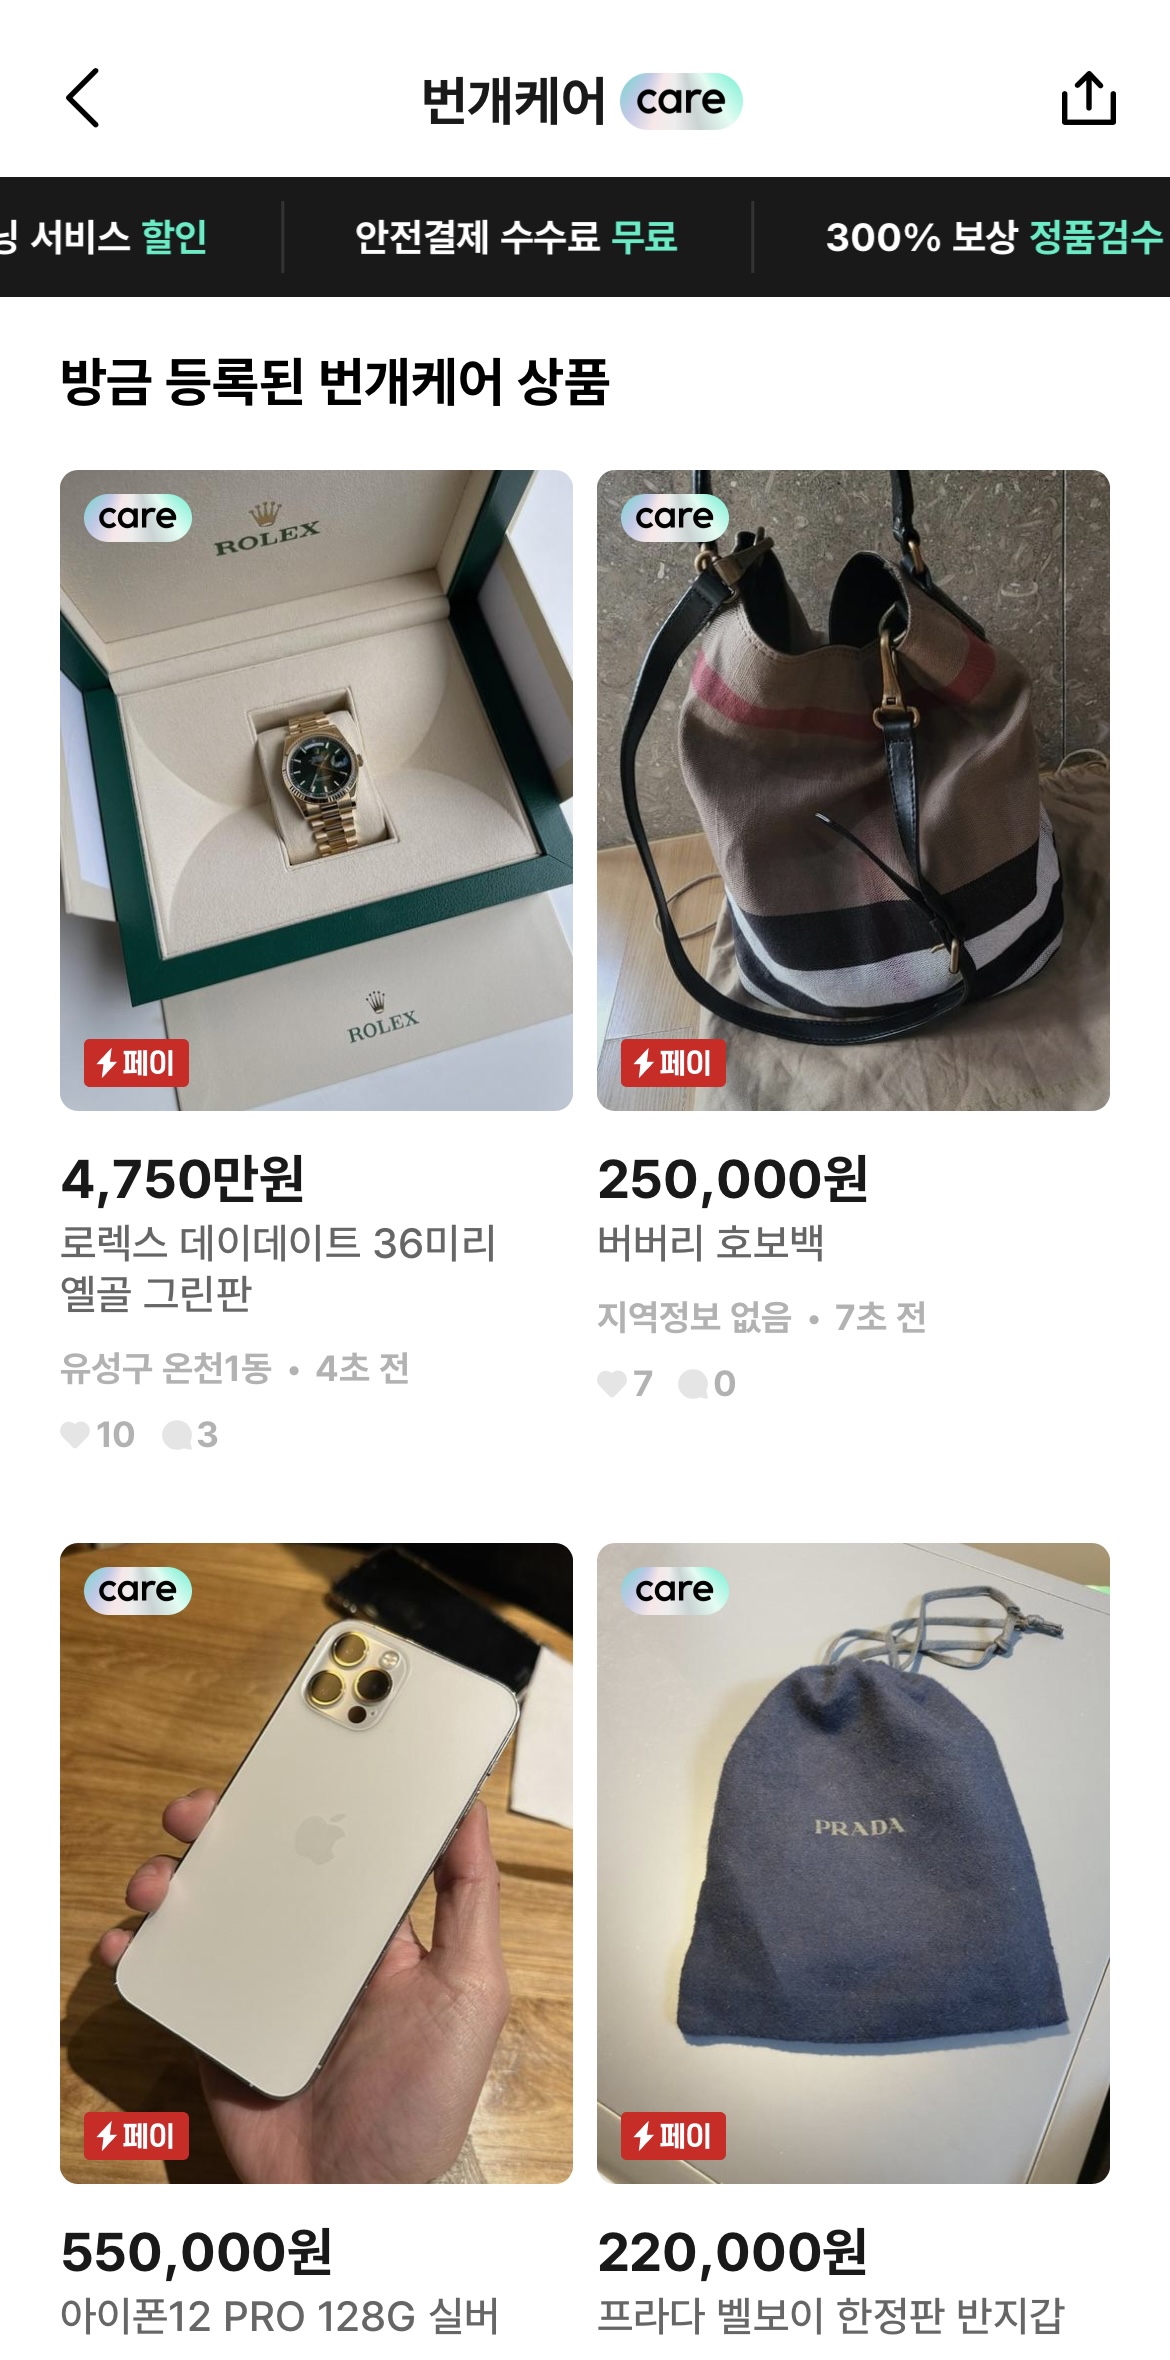 번개케어 care
닝 서비스 할인
안전결제 수수료 무료
300% 보상 정품검수
방금 등록된 번개케어 상품
care
ROLEX
ROLEX
페이
4,750만원
로렉스 데이데이트 36미리
옐골 그린판
유성구 온천1동 • 4초 전
10 3
care
페이
250,000원
버버리 호보백
지역정보 없음 • 7초 전
7 0
care
페이
550,000원
아이폰12 PRO 128G 실버
care
PRADA
페이
220,000원
프라다 벨보이 한정판 반지갑